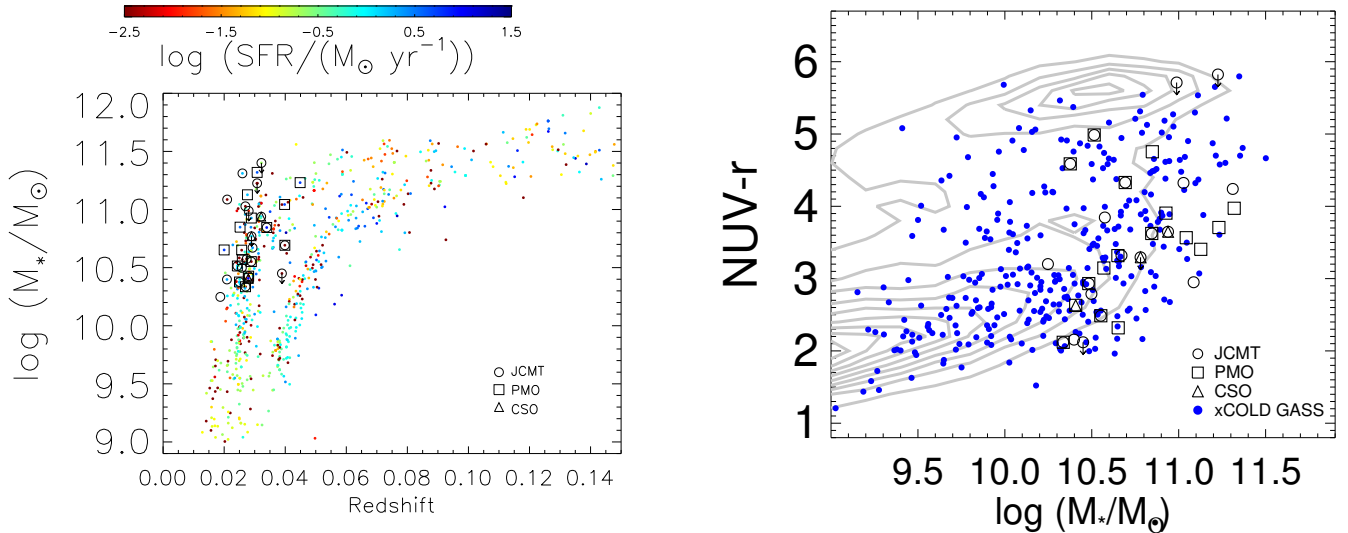 -2.5 -1.5 -0.5 0.5 1.5
log (SFR/(M⊙ yr⁻¹))
12.0
11.5
11.0
10.5
10.0
9.5
9.0
log (M*/M⊙)
JCMT
PMO
CSO
0.00 0.02 0.04 0.06 0.08 0.10 0.12 0.14
Redshift
6
5
4
3
2
1
NUV-r
JCMT
PMO
CSO
xCOLD GASS
9.5 10.0 10.5 11.0 11.5
log (M*/M⊙)